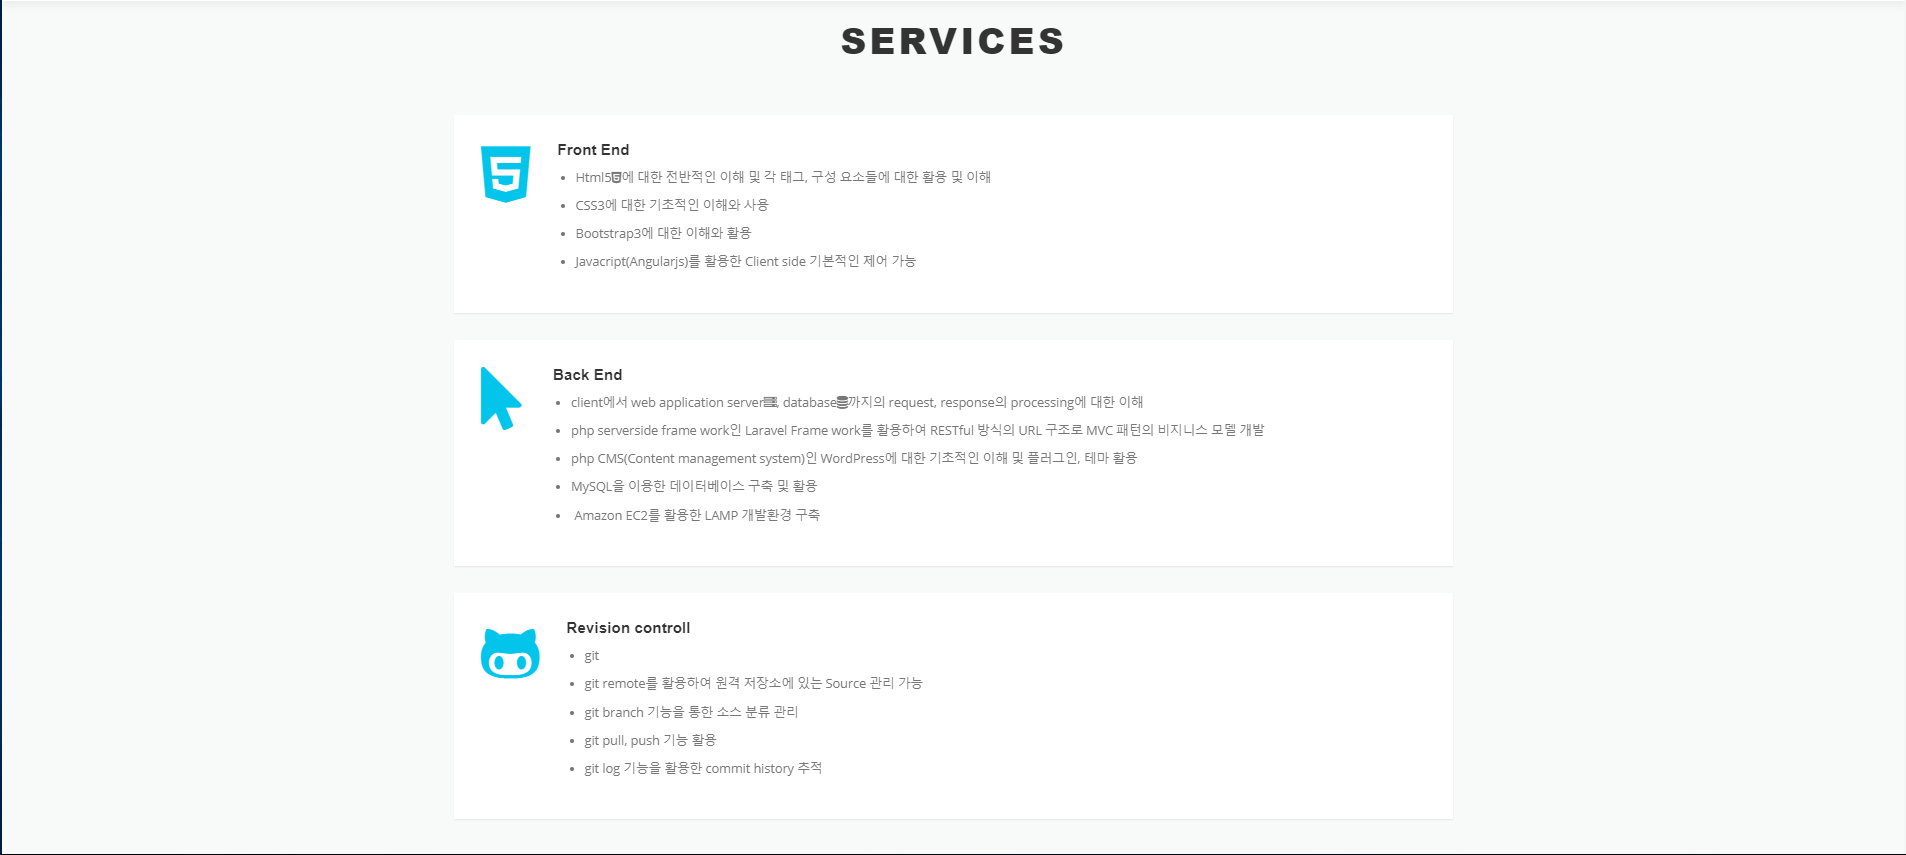 SERVICES
Front End
Html5에 대한 전반적인 이해 및 각 태그, 구성 요소들에 대한 활용 및 이해
CSS3에 대한 기초적인 이해와 사용
Bootstrap3에 대한 이해와 활용
Javacript(Angularjs)를 활용한 Client side 기본적인 제어 가능
Back End
client에서 web application server, database까지의 request, response의 processing에 대한 이해
php serverside frame work인 Laravel Frame work를 활용하여 RESTful 방식의 URL 구조로 MVC 패턴의 비지니스 모델 개발
php CMS(Content management system)인 WordPress에 대한 기초적인 이해 및 플러그인, 테마 활용
MySQL을 이용한 데이터베이스 구축 및 활용
Amazon EC2를 활용한 LAMP 개발환경 구축
Revision controll
git
git remote를 활용하여 원격 저장소에 있는 Source 관리 가능
git branch 기능을 통한 소스 분류 관리
git pull, push 기능 활용
git log 기능을 활용한 commit history 추적